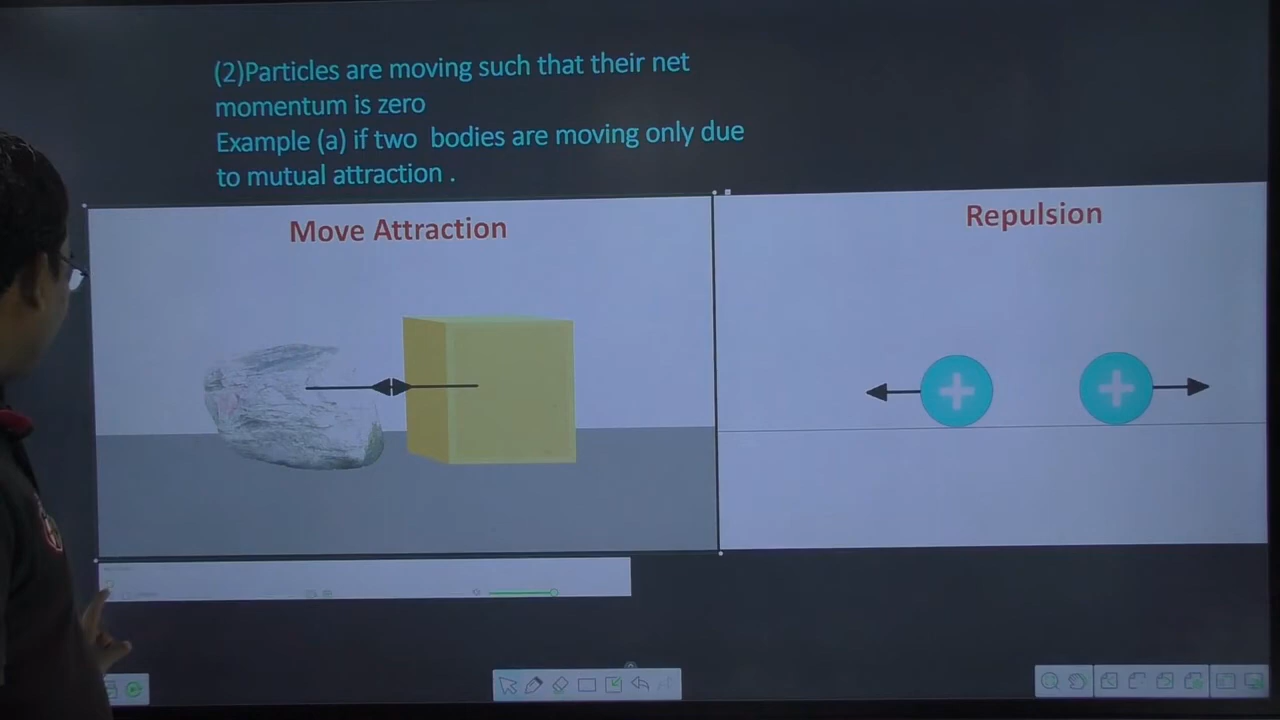 (2)Particles are moving such that their net
momentum is zero
Example (a) if two bodies are moving only due
to mutual attraction .
Move Attraction
Repulsion
+
+